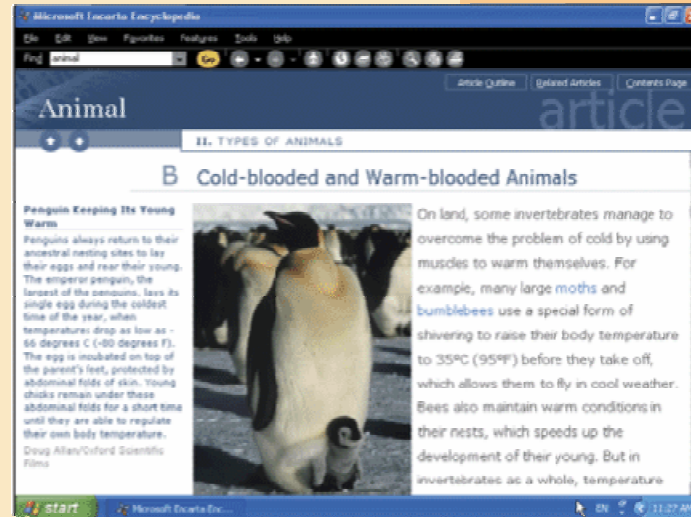 Microsoft Encarta Encyclopedia
File Edit View Favorites Features Tools Help
Find animal Go
Article Outline Related Articles Contents Page
article
Animal
II. TYPES OF ANIMALS
B Cold-blooded and Warm-blooded Animals
Penguin Keeping Its Young
Warm
Penguins always return to their
ancestral nesting sites to lay
their eggs and rear their young.
The emperor penguin, the
largest of the penguins, lays its
single egg during the coldest
time of the year, when
temperatures drop as low as -
66 degrees C (-80 degrees F).
The egg is incubated on top of
the parent's feet, protected by
abdominal folds of skin. Young
chicks remain under these
abdominal folds for a short time
until they are able to regulate
their own body temperature.
Doug Allan/Oxford Scientific
Films
On land, some invertebrates manage to
overcome the problem of cold by using
muscles to warm themselves. For
example, many large moths and
bumblebees use a special form of
shivering to raise their body temperature
to 35ºC (95ºF) before they take off,
which allows them to fly in cool weather.
Bees also maintain warm conditions in
their nests, which speeds up the
development of their young. But in
invertebrates as a whole, temperature
start Microsoft Encarta Enc... EN 11:27 AM